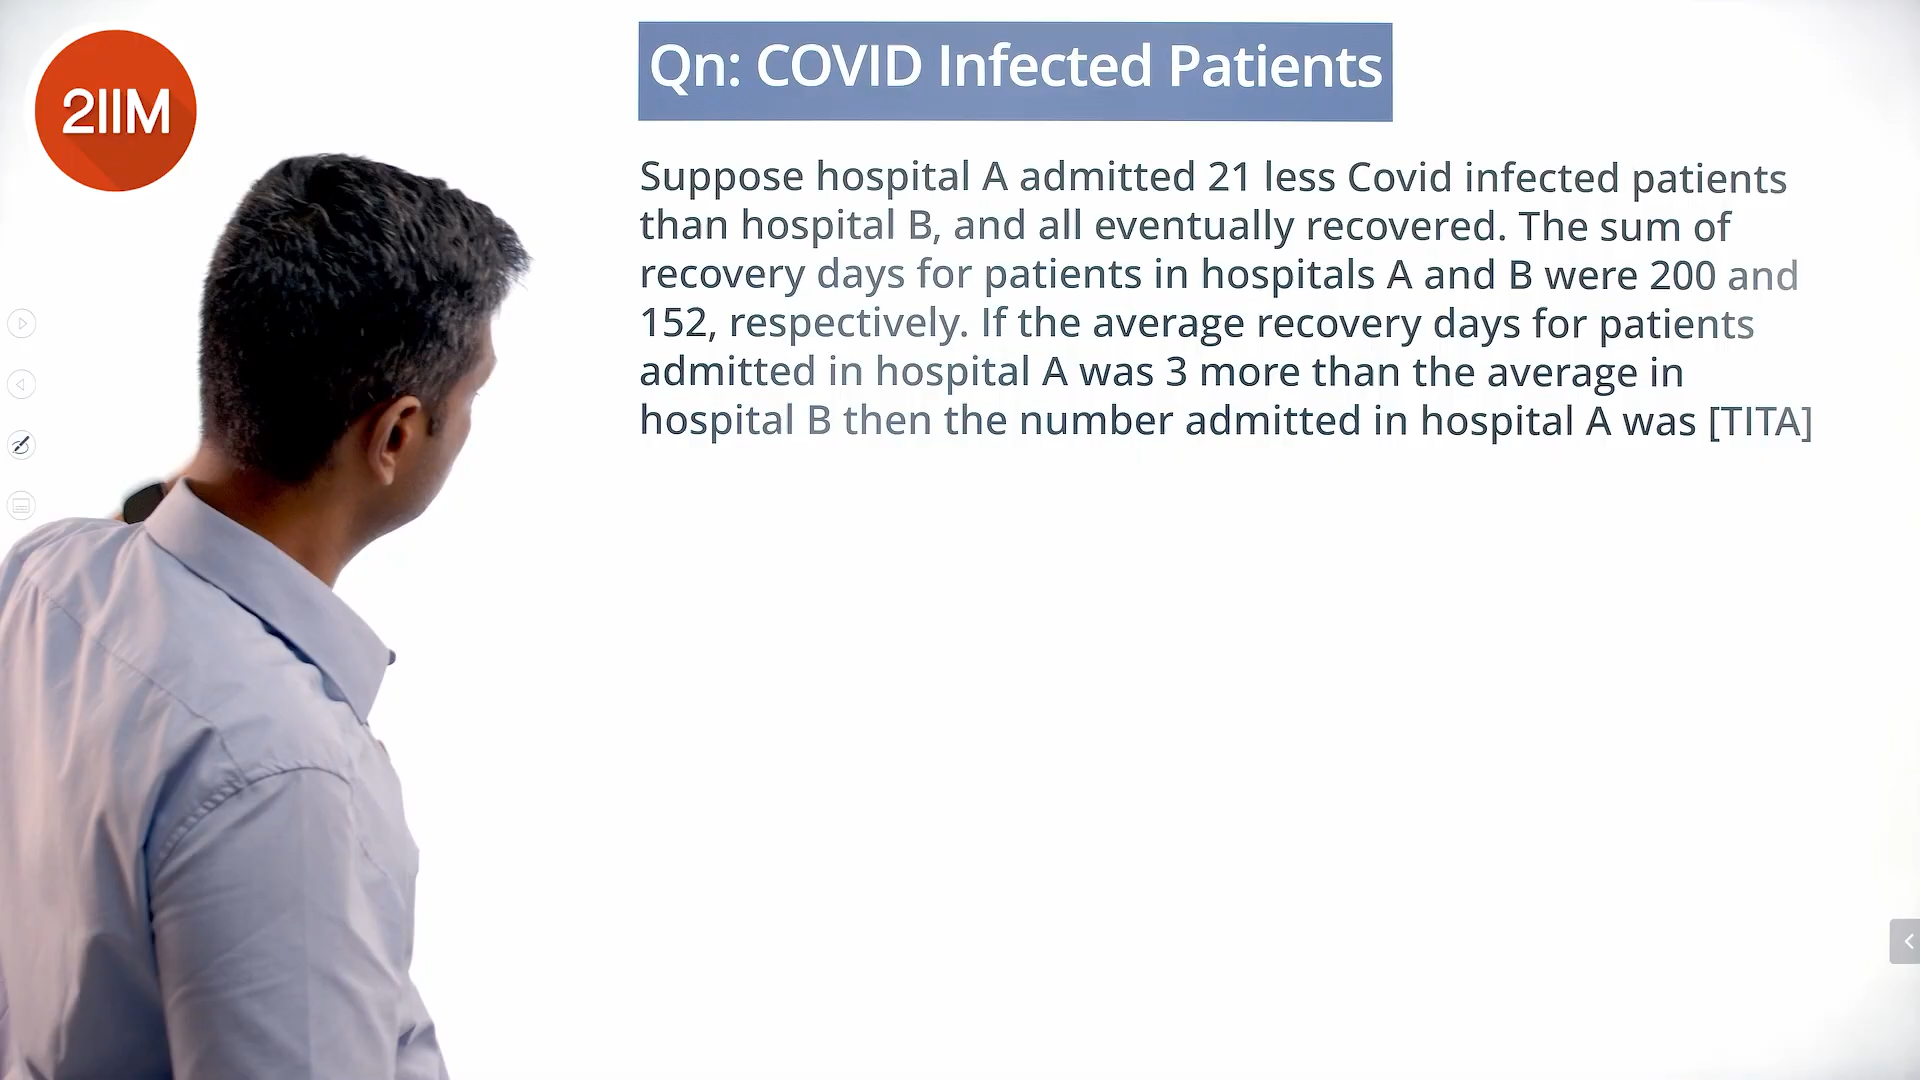 2IIM
Qn: COVID Infected Patients
Suppose hospital A admitted 21 less Covid infected patients
than hospital B, and all eventually recovered. The sum of
recovery days for patients in hospitals A and B were 200 and
152, respectively. If the average recovery days for patients
admitted in hospital A was 3 more than the average in
hospital B then the number admitted in hospital A was [TITA]